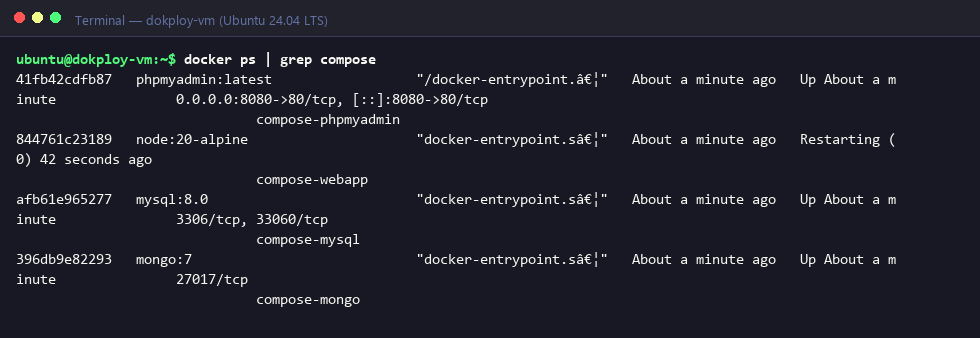 Terminal — dokploy-vm (Ubuntu 24.04 LTS)
ubuntu@dokploy-vm:~$ docker ps | grep compose
41fb42cdfb87   phpmyadmin:latest                  "/docker-entrypoint.â€¦"   About a minute ago   Up About a m
inute               0.0.0.0:8080->80/tcp, [::]:8080->80/tcp
compose-phpmyadmin
844761c23189   node:20-alpine                     "docker-entrypoint.sâ€¦"   About a minute ago   Restarting (
0) 42 seconds ago
compose-webapp
afb61e965277   mysql:8.0                          "docker-entrypoint.sâ€¦"   About a minute ago   Up About a m
inute               3306/tcp, 33060/tcp
compose-mysql
396db9e82293   mongo:7                            "docker-entrypoint.sâ€¦"   About a minute ago   Up About a m
inute               27017/tcp
compose-mongo